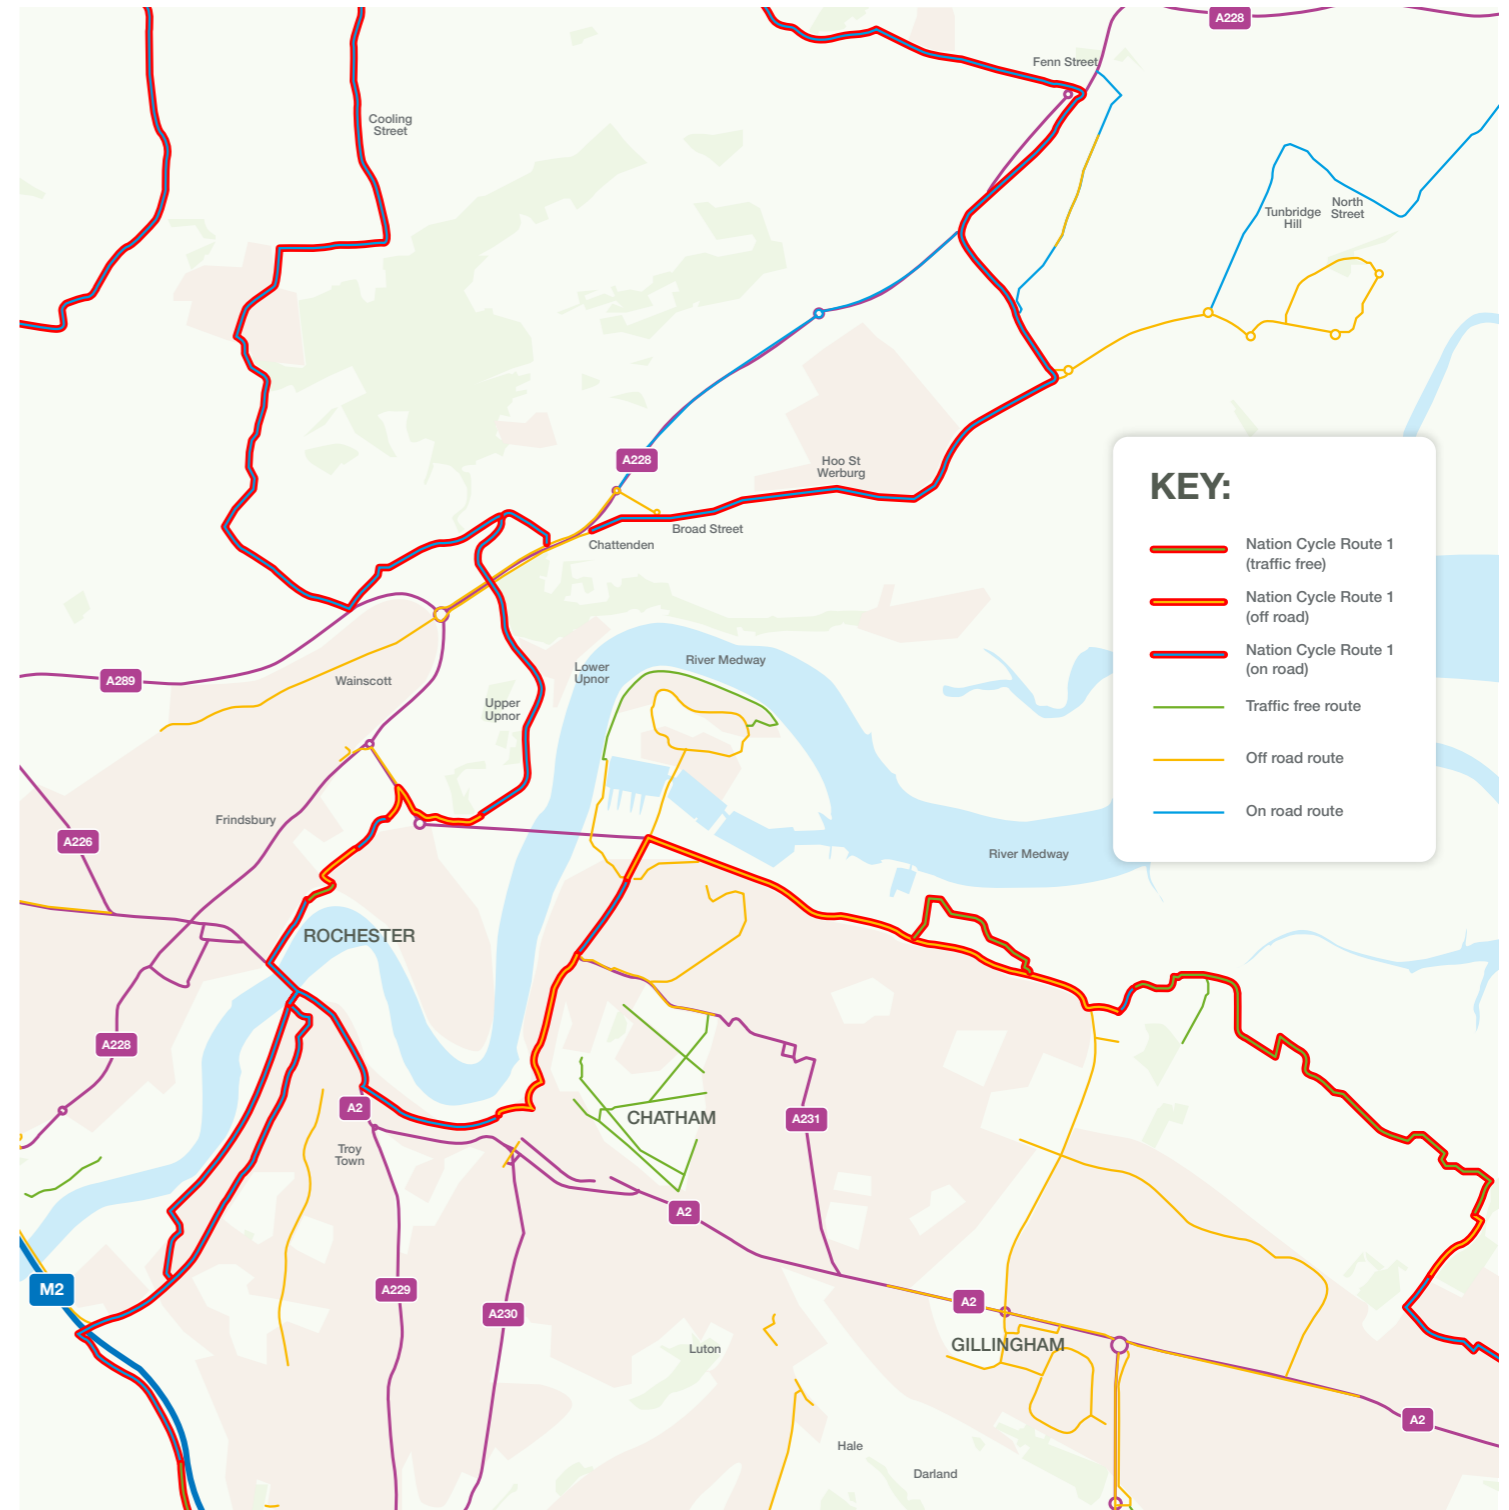 A228
Fenn Street
Cooling
Street
North
Street
Tunbridge
Hill
A228
Hoo St
Werburg
Broad Street
Chattenden
KEY:
Nation Cycle Route 1
(traffic free)
Nation Cycle Route 1
(off road)
Nation Cycle Route 1
(on road)
Traffic free route
Off road route
On road route
A289
Wainscott
Lower
Upnor
River Medway
Upper
Upnor
Frindsbury
A226
River Medway
ROCHESTER
A228
A2
Troy
Town
CHATHAM
A231
A2
M2
A229
A230
A2
GILLINGHAM
Luton
A2
Hale
Darland